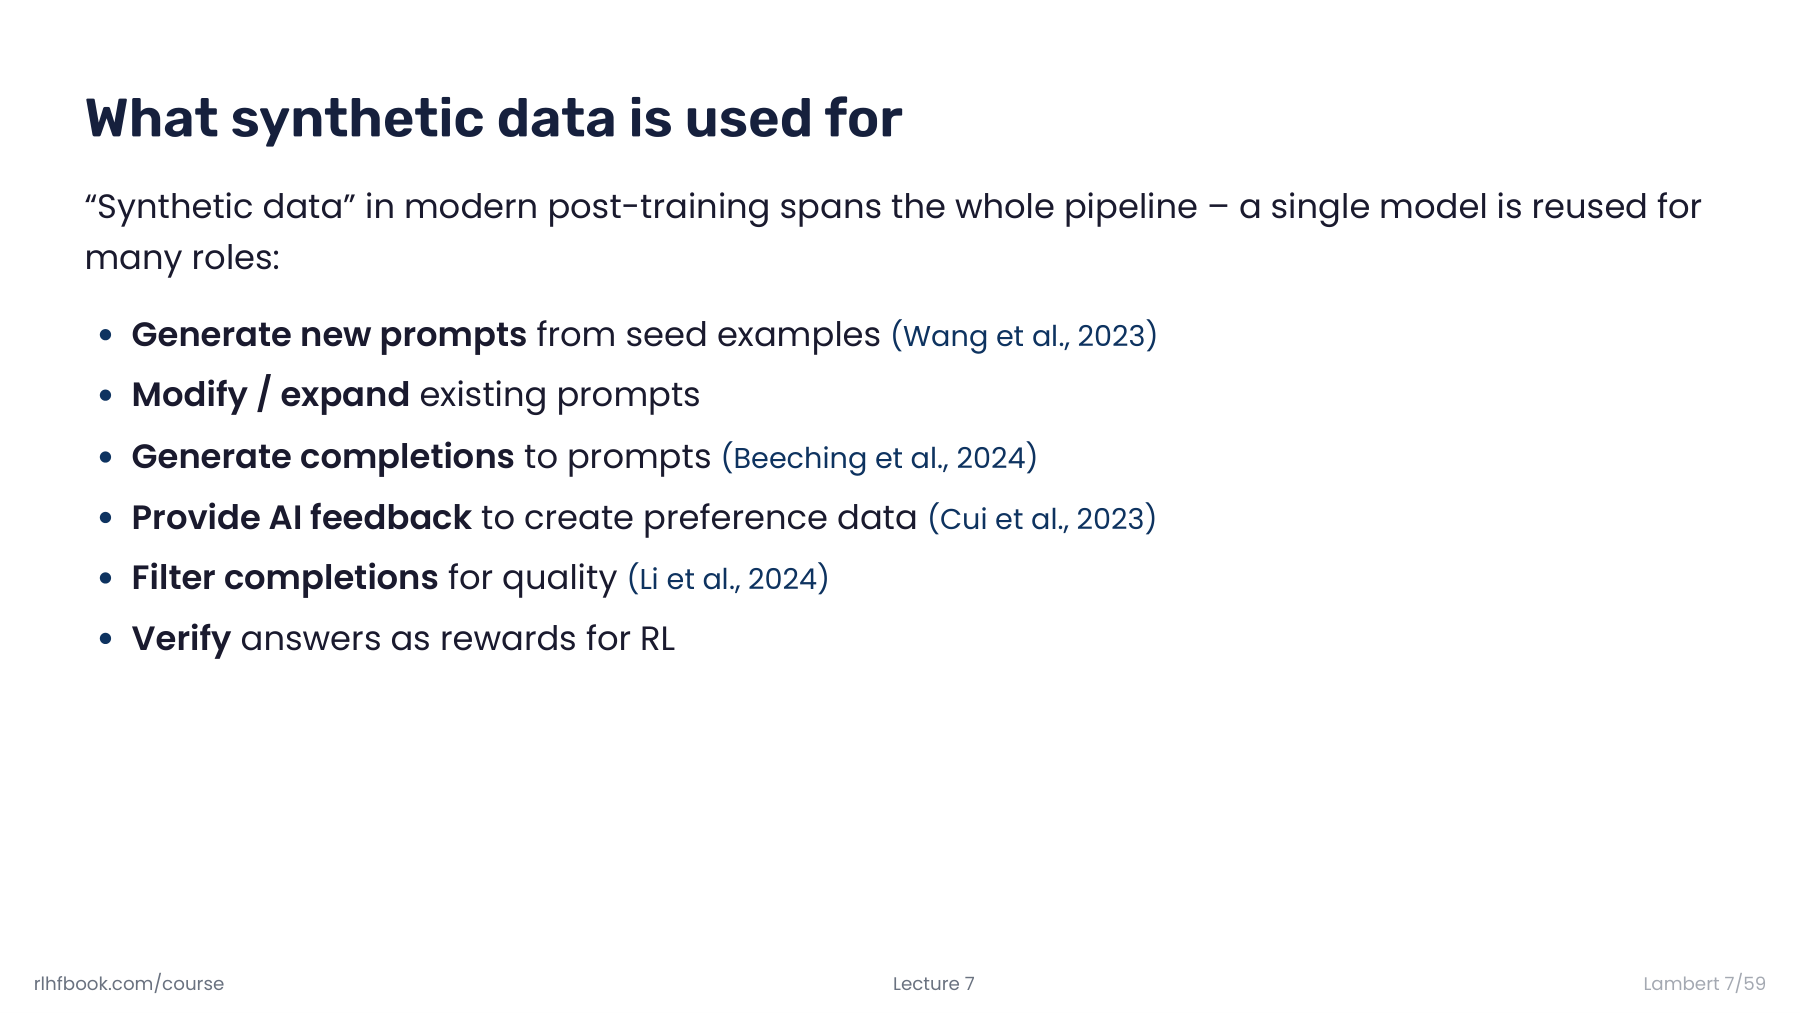 What synthetic data is used for
“Synthetic data” in modern post-training spans the whole pipeline – a single model is reused for
many roles:
• Generate new prompts from seed examples (Wang et al., 2023)
• Modify / expand existing prompts
• Generate completions to prompts (Beeching et al., 2024)
• Provide AI feedback to create preference data (Cui et al., 2023)
• Filter completions for quality (Li et al., 2024)
• Verify answers as rewards for RL
rlhfbook.com/course
Lecture 7
Lambert 7/59